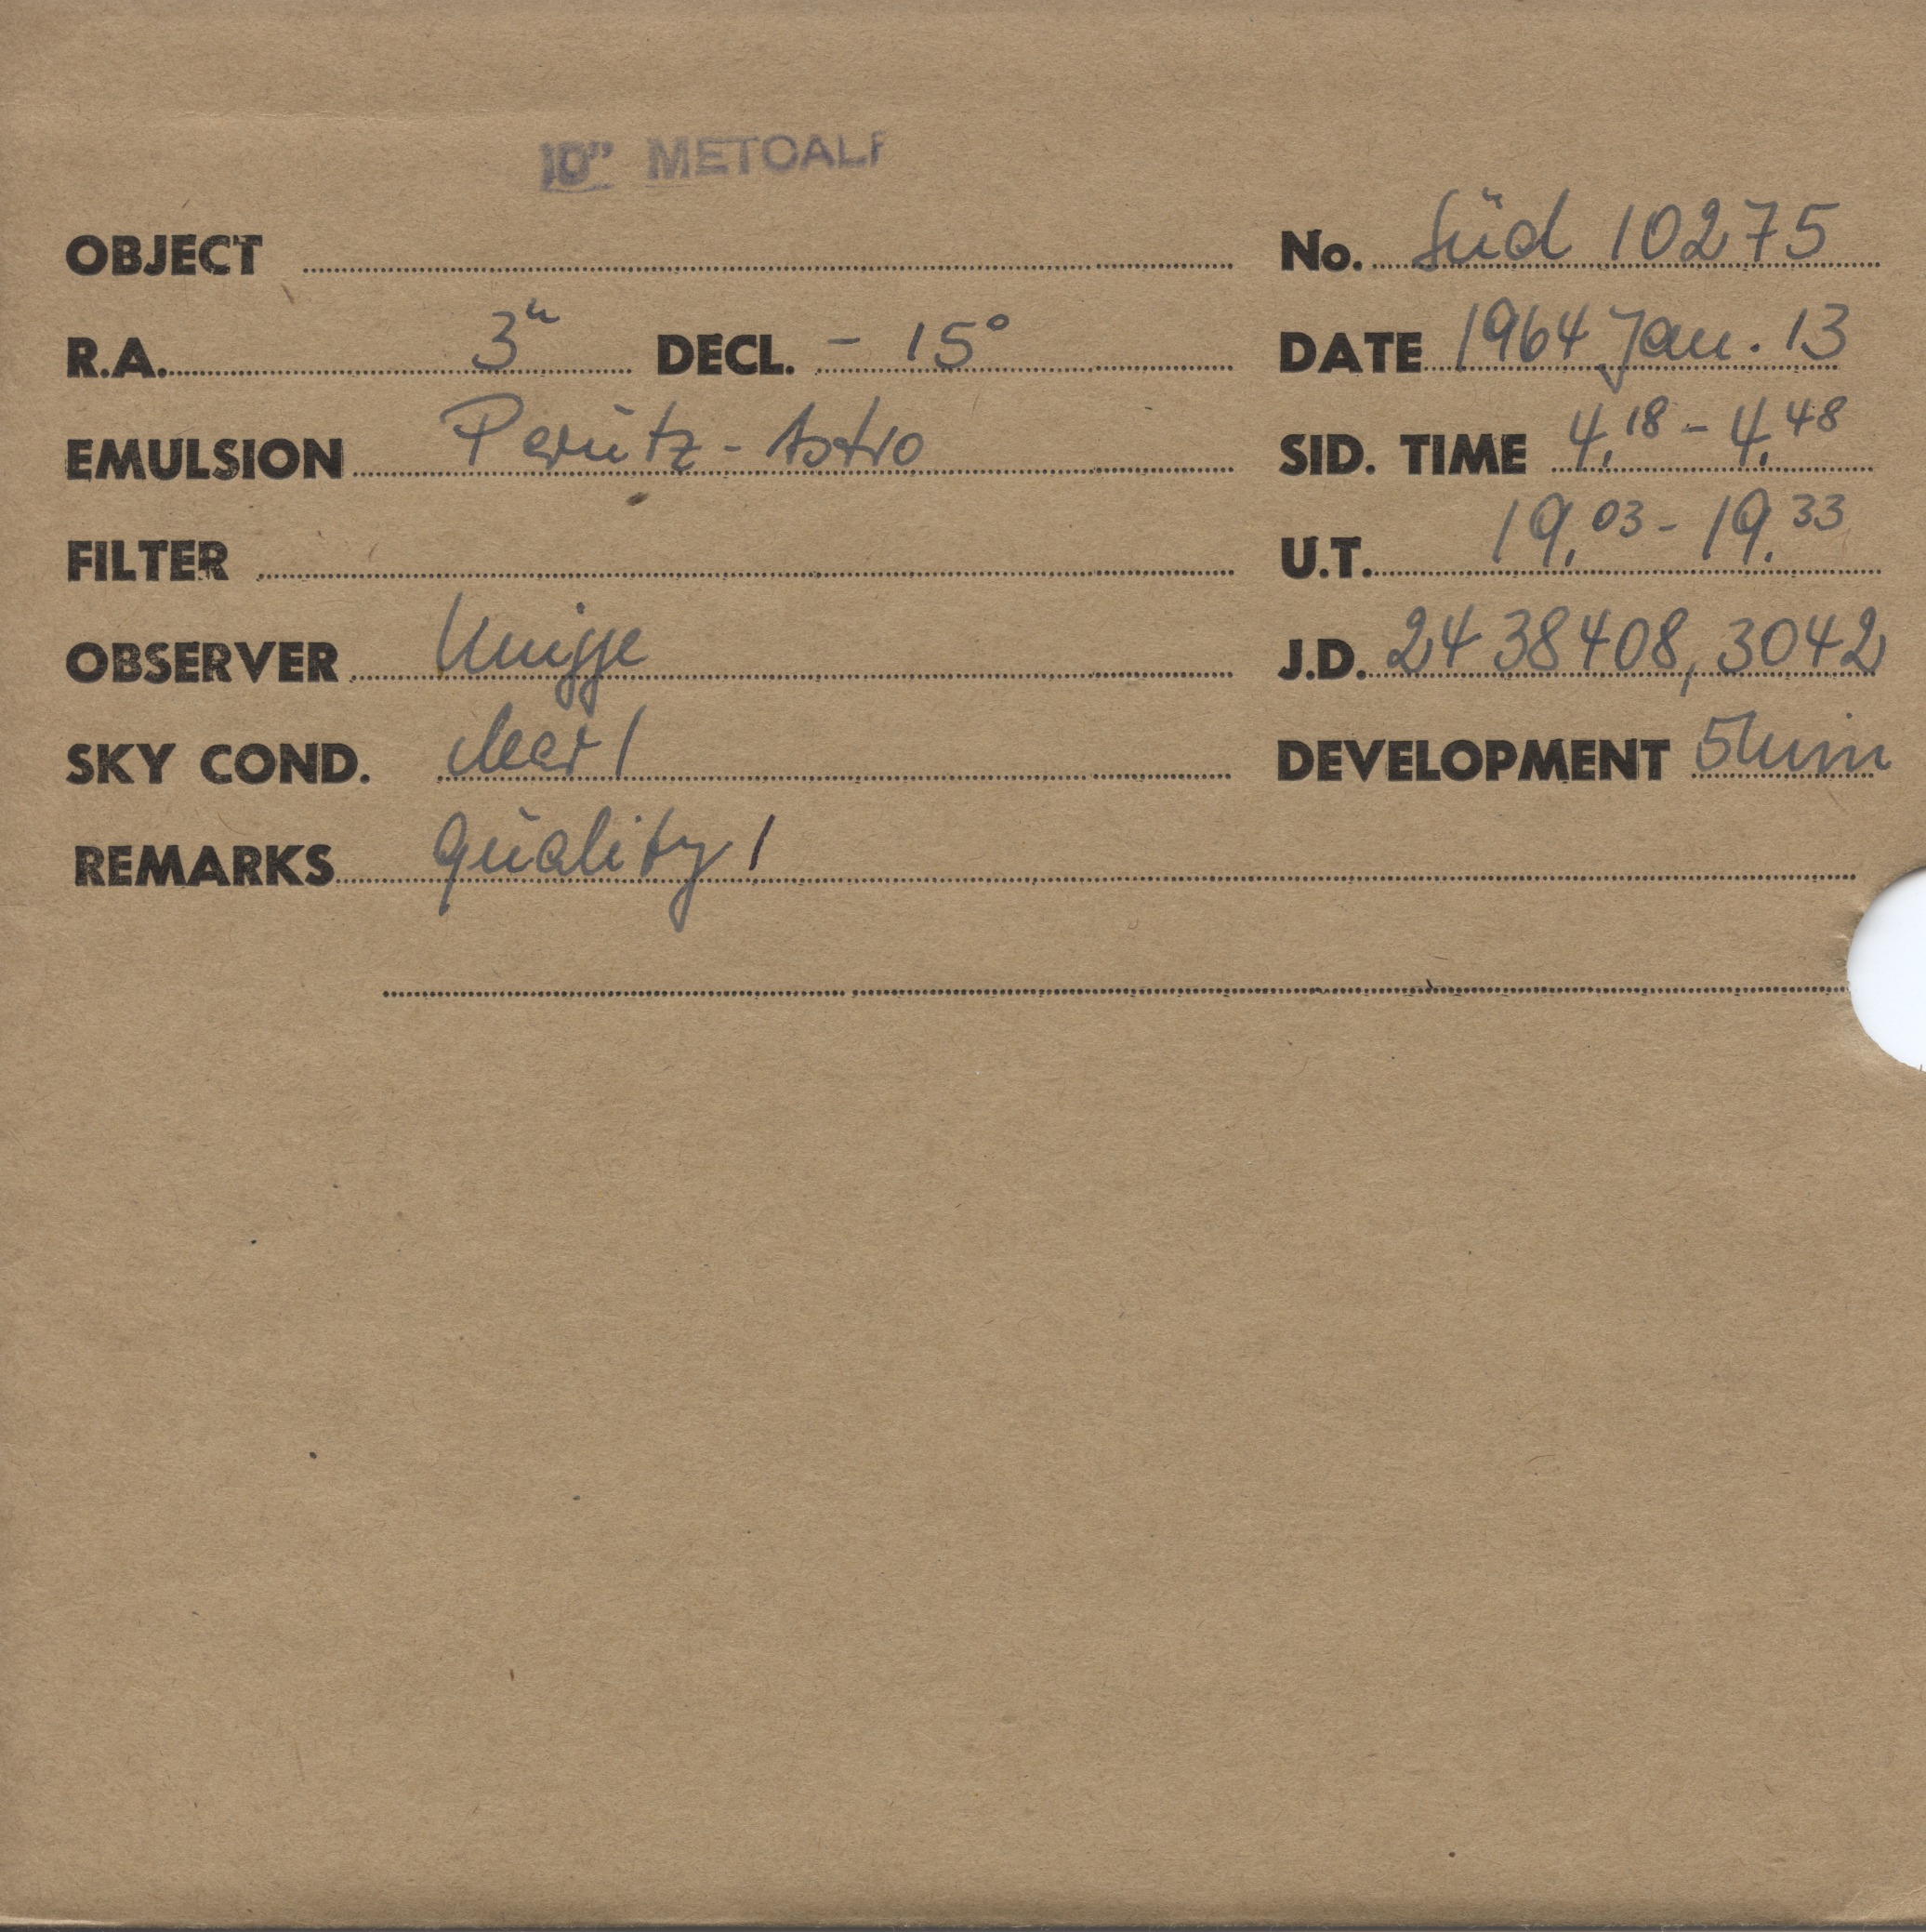 10" METCALF
OBJECT No. Süd 10275
R.A. 3h DECL. - 15° DATE 1964 Jan. 13
EMULSION Perutz - Astro SID. TIME 4.18 - 4.48
FILTER U.T. 19.03 - 19.33
OBSERVER Knigge J.D. 2438408,3042
SKY COND. clear 1 DEVELOPMENT 5 min
REMARKS quality 1